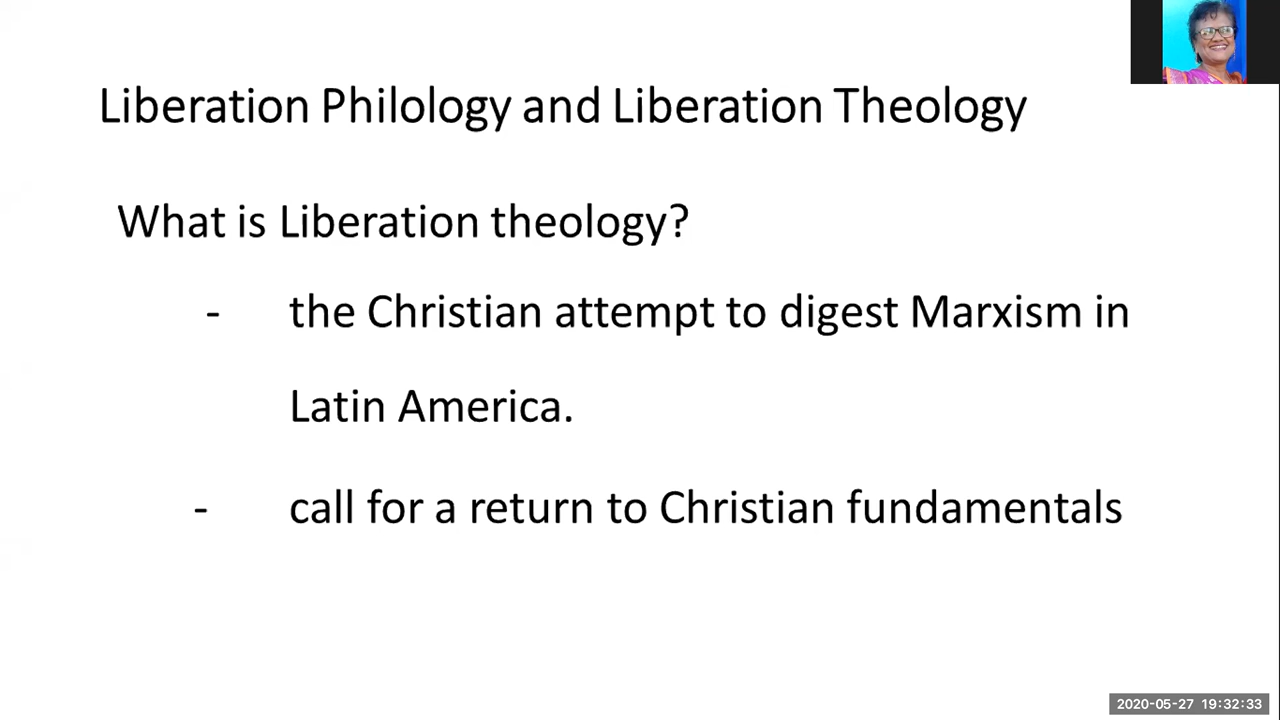 Liberation Philology and Liberation Theology
What is Liberation theology?
- the Christian attempt to digest Marxism in
Latin America.
- call for a return to Christian fundamentals
2020-05-27 19:32:33